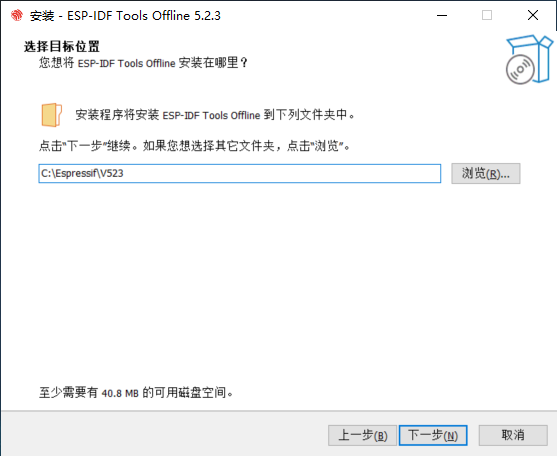 安装 - ESP-IDF Tools Offline 5.2.3
选择目标位置
您想将 ESP-IDF Tools Offline 安装在哪里？
安装程序将安装 ESP-IDF Tools Offline 到下列文件夹中。
点击“下一步”继续。如果您想选择其它文件夹，点击“浏览”。
C:\Espressif\V523
浏览(R)...
至少需要有 40.8 MB 的可用磁盘空间。
上一步(B)
下一步(N)
取消